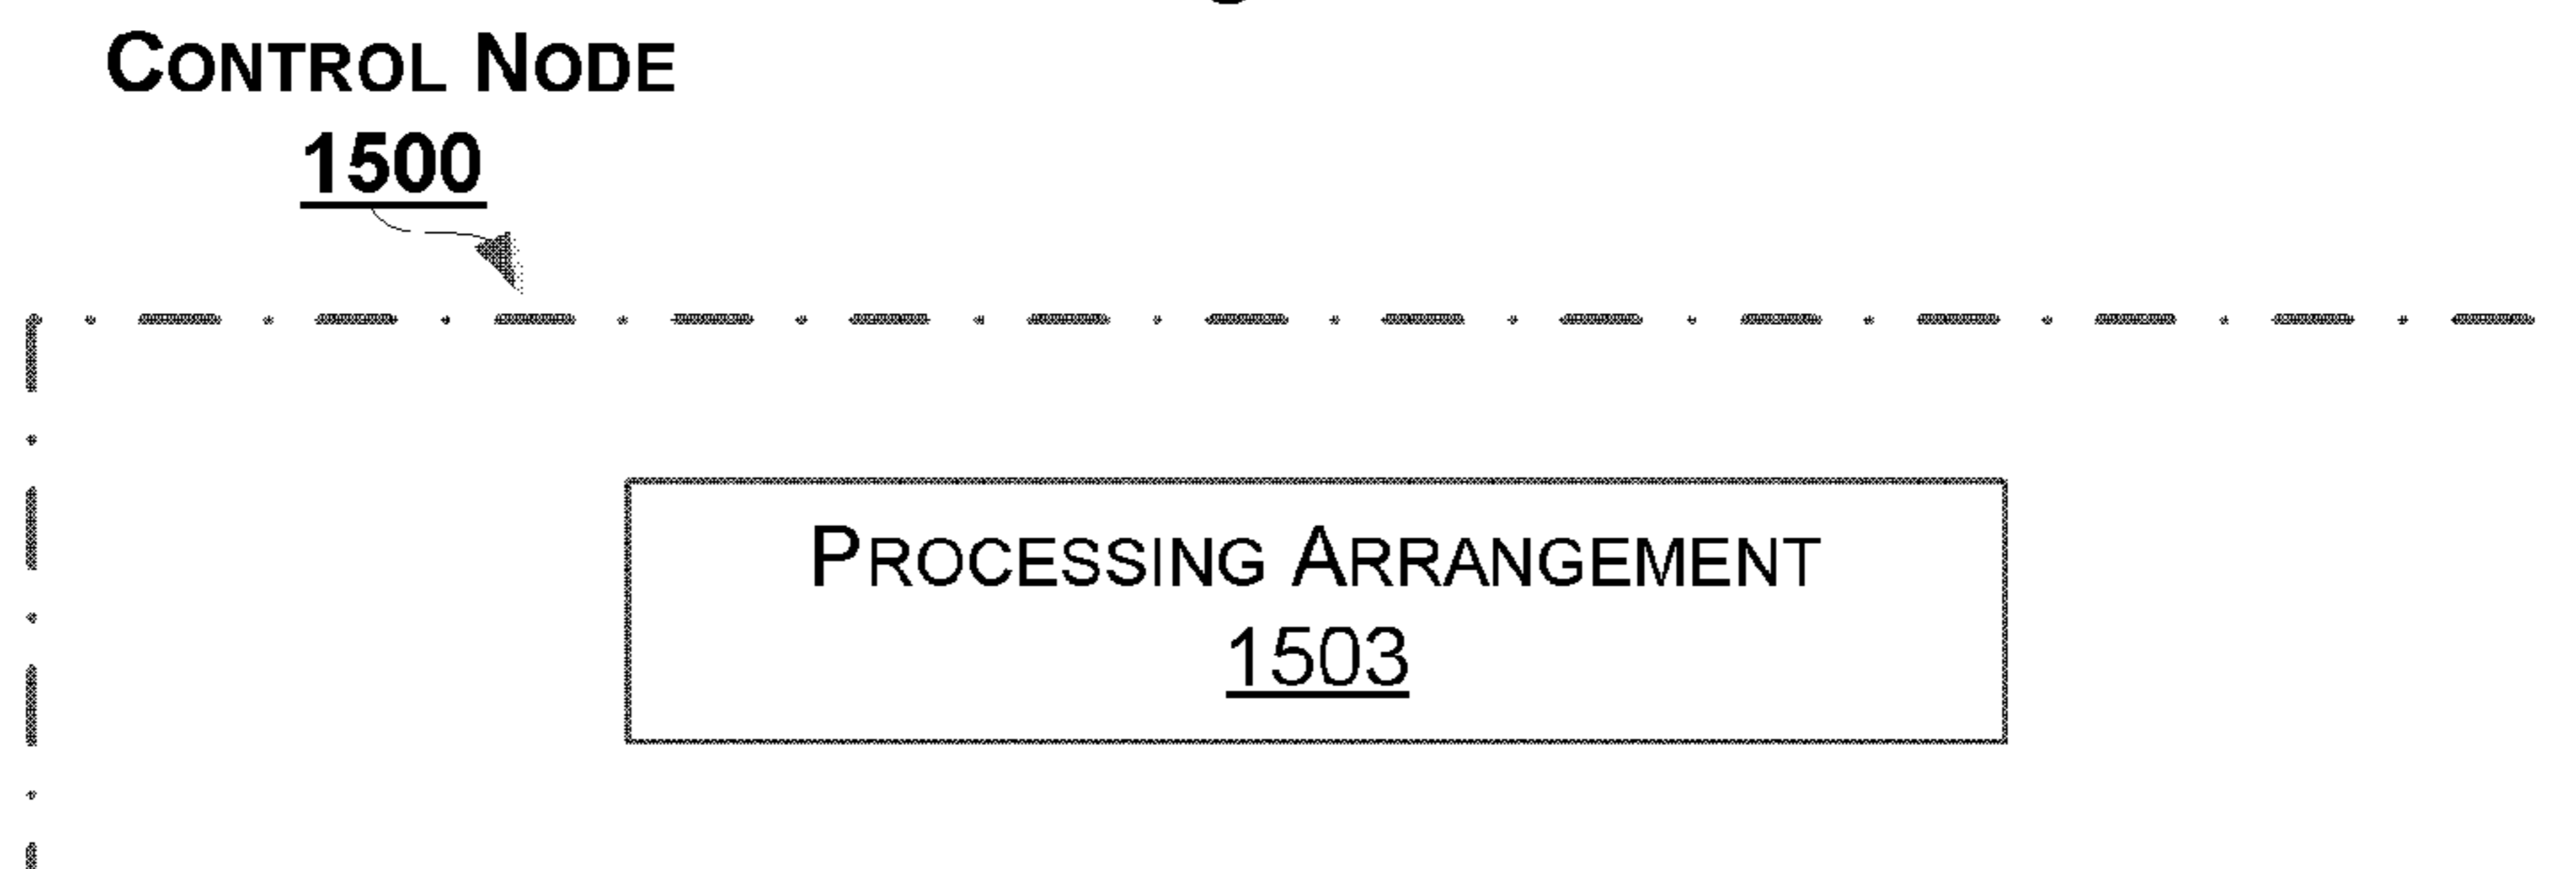 CONTROL NODE
1500
PROCESSING ARRANGEMENT
1503